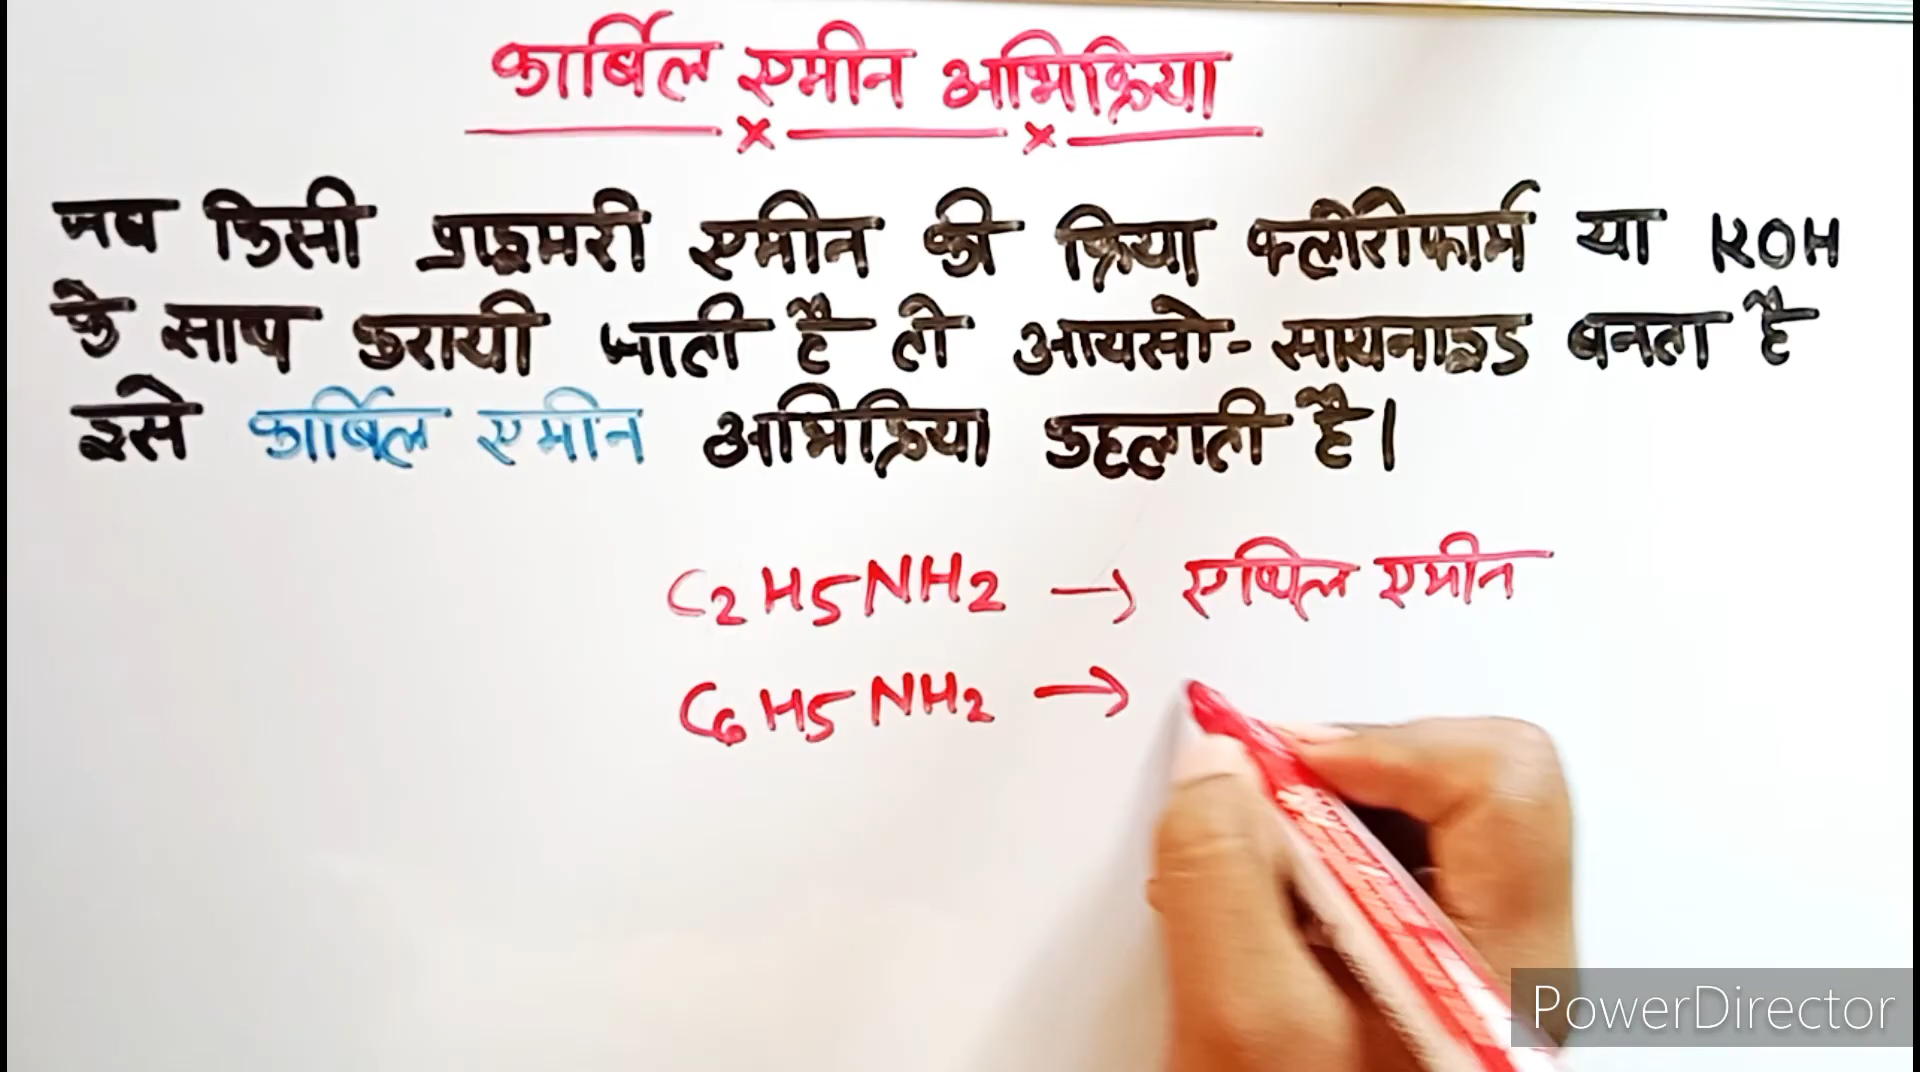 कार्बिल एमीन अभिक्रिया
जब किसी प्राइमरी एमीन की क्रिया क्लोरोफार्म या KOH
के साथ करायी जाती है तो आयसो-सायनाइड बनता है
इसे कार्बिल एमीन अभिक्रिया कहलाती है।
C2H5NH2 → एथिल एमीन
C6H5NH2 →
PowerDirector